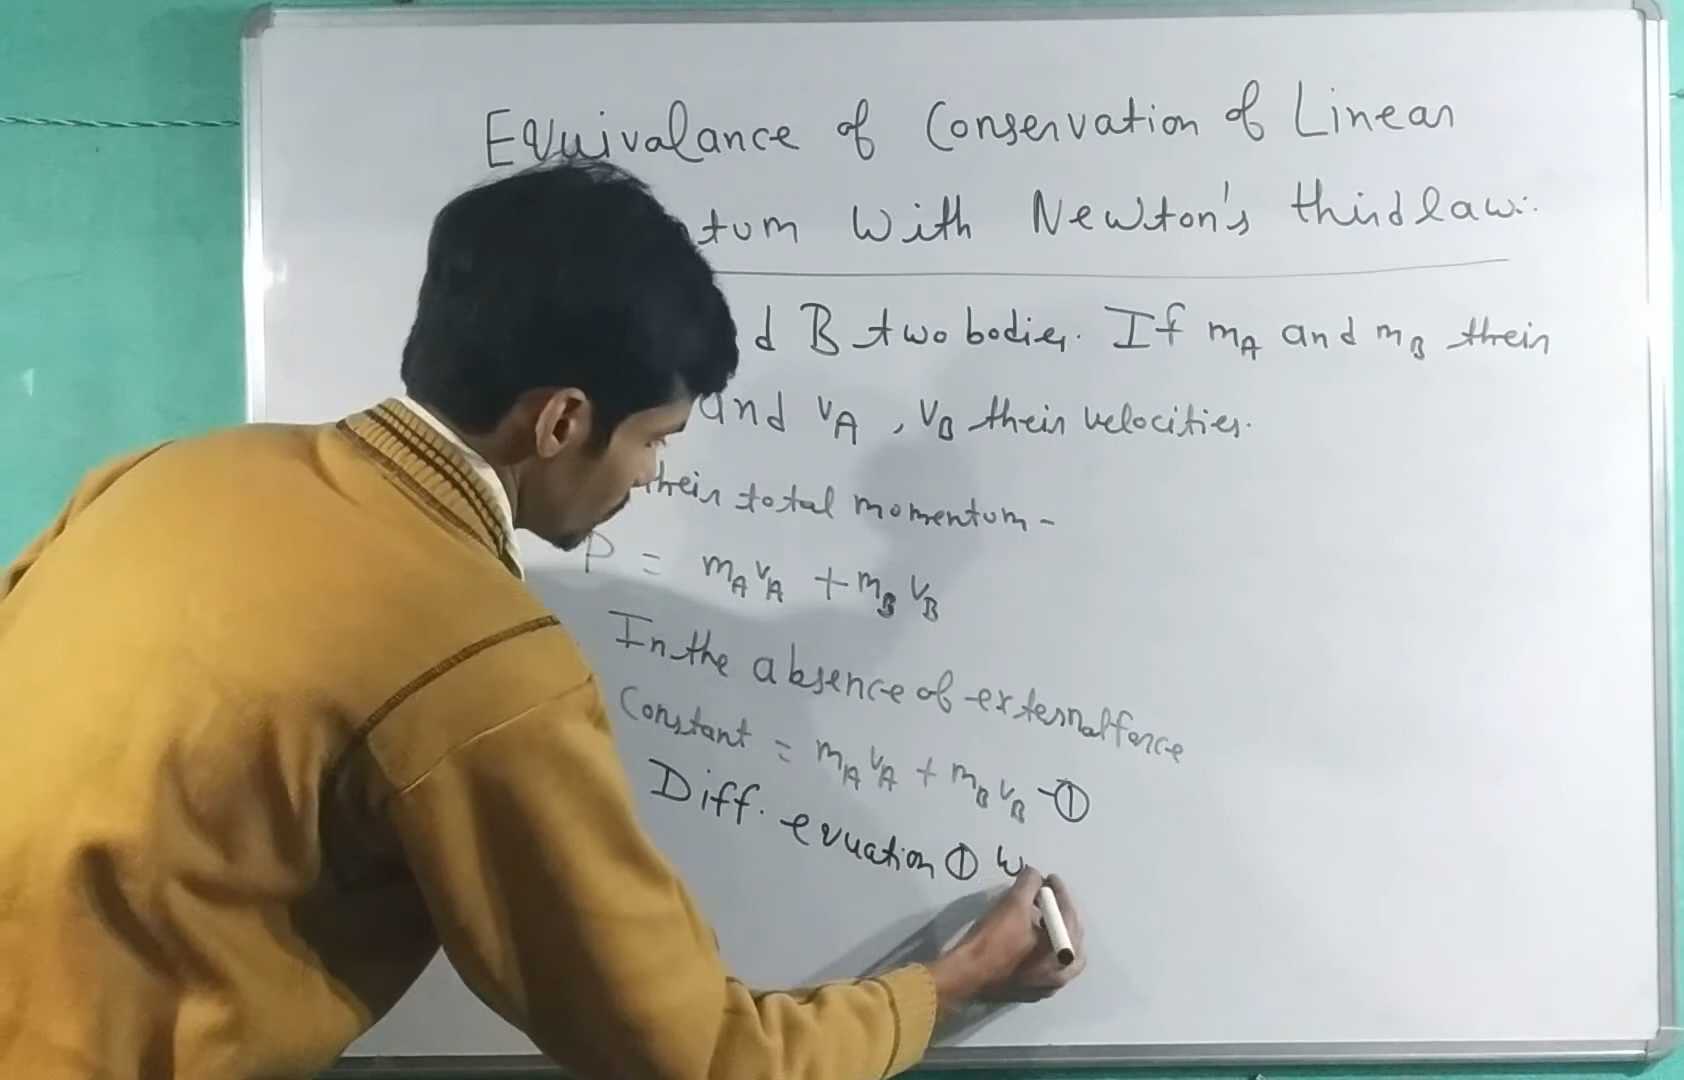 Equivalance of Conservation of Linear
tum With Newton's third law:
d B two bodies. If mA and mB their
and vA , vB their velocities.
their total momentum -
P = mAvA + mBvB
In the absence of external force
Constant = mAvA + mBvB -①
Diff. equation ① w